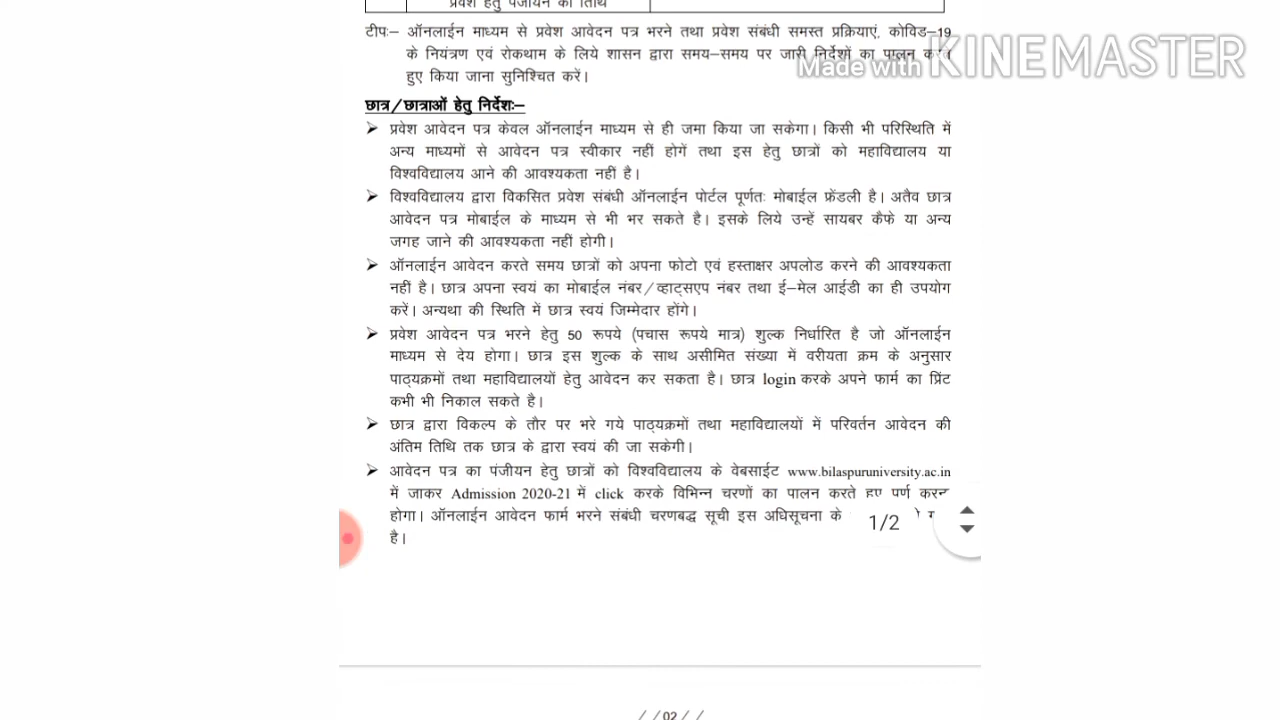 प्रवेश हेतु पंजीयन की तिथि
टीपः– ऑनलाईन माध्यम से प्रवेश आवेदन पत्र भरने तथा प्रवेश संबंधी समस्त प्रक्रियाएं, कोविड–19
के नियंत्रण एवं रोकथाम के लिये शासन द्वारा समय–समय पर जारी निर्देशों का पालन करते
हुए किया जाना सुनिश्चित करें।
Made with KINEMASTER
छात्र/छात्राओं हेतु निर्देशः–
➢ प्रवेश आवेदन पत्र केवल ऑनलाईन माध्यम से ही जमा किया जा सकेगा। किसी भी परिस्थिति में
अन्य माध्यमों से आवेदन पत्र स्वीकार नहीं होगें तथा इस हेतु छात्रों को महाविद्यालय या
विश्वविद्यालय आने की आवश्यकता नहीं है।
➢ विश्वविद्यालय द्वारा विकसित प्रवेश संबंधी ऑनलाईन पोर्टल पूर्णतः मोबाईल फ्रेंडली है। अतैव छात्र
आवेदन पत्र मोबाईल के माध्यम से भी भर सकते है। इसके लिये उन्हें सायबर कैफे या अन्य
जगह जाने की आवश्यकता नहीं होगी।
➢ ऑनलाईन आवेदन करते समय छात्रों को अपना फोटो एवं हस्ताक्षर अपलोड करने की आवश्यकता
नहीं है। छात्र अपना स्वयं का मोबाईल नंबर/व्हाट्सएप नंबर तथा ई–मेल आईडी का ही उपयोग
करें। अन्यथा की स्थिति में छात्र स्वयं जिम्मेदार होंगे।
➢ प्रवेश आवेदन पत्र भरने हेतु 50 रूपये (पचास रूपये मात्र) शुल्क निर्धारित है जो ऑनलाईन
माध्यम से देय होगा। छात्र इस शुल्क के साथ असीमित संख्या में वरीयता क्रम के अनुसार
पाठ्यक्रमों तथा महाविद्यालयों हेतु आवेदन कर सकता है। छात्र login करके अपने फार्म का प्रिंट
कभी भी निकाल सकते है।
➢ छात्र द्वारा विकल्प के तौर पर भरे गये पाठ्यक्रमों तथा महाविद्यालयों में परिवर्तन आवेदन की
अंतिम तिथि तक छात्र के द्वारा स्वयं की जा सकेगी।
➢ आवेदन पत्र का पंजीयन हेतु छात्रों को विश्वविद्यालय के वेबसाईट www.bilaspuruniversity.ac.in
में जाकर Admission 2020-21 में click करके विभिन्न चरणों का पालन करते हुए पूर्ण करना
होगा। ऑनलाईन आवेदन फार्म भरने संबंधी चरणबद्ध सूची इस अधिसूचना के
है।
1/2
//02//